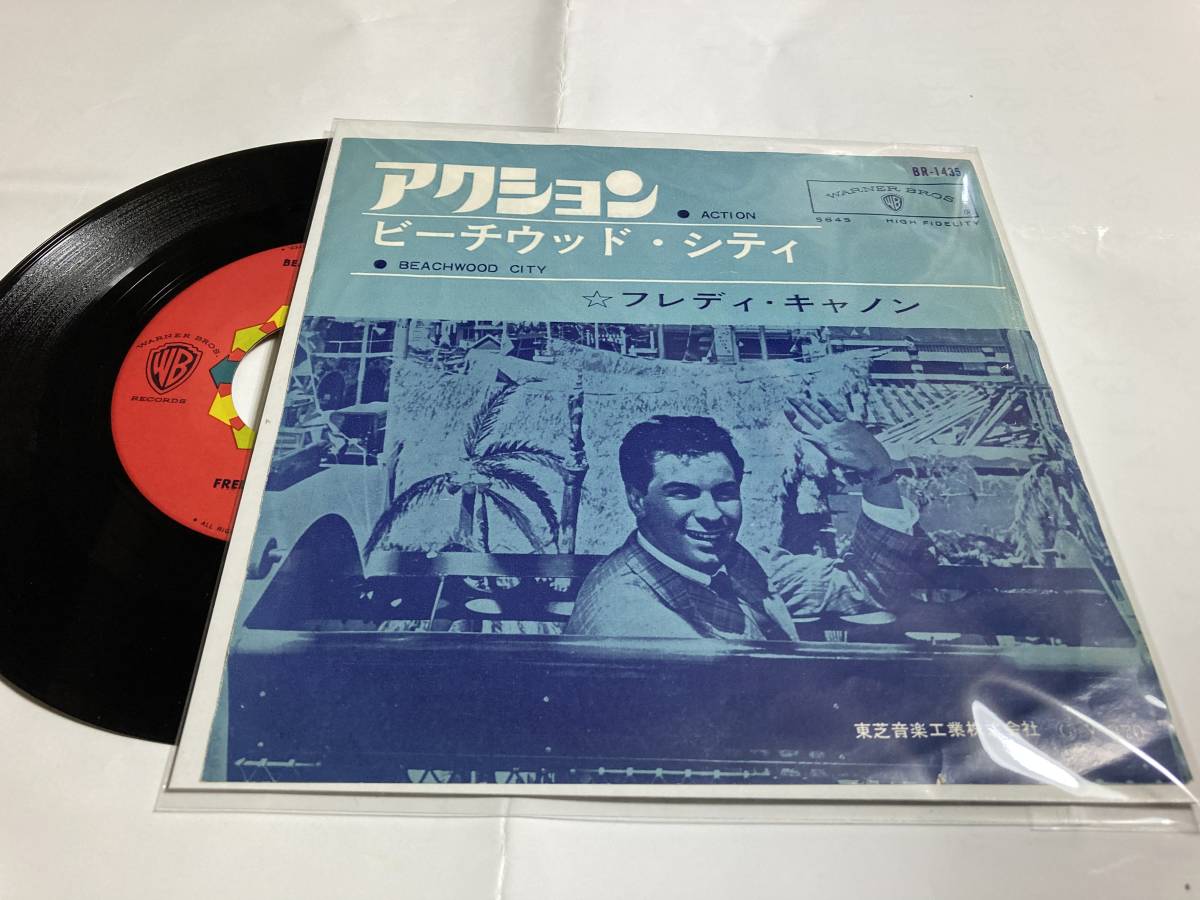 アクション
● ACTION
ビーチウッド・シティ
● BEACHWOOD CITY
☆フレディ・キャノン
BR-1435
WARNER BROS
WB
5645 HIGH FIDELITY
東芝音楽工業株式会社
WARNER BROS.
WB
RECORDS